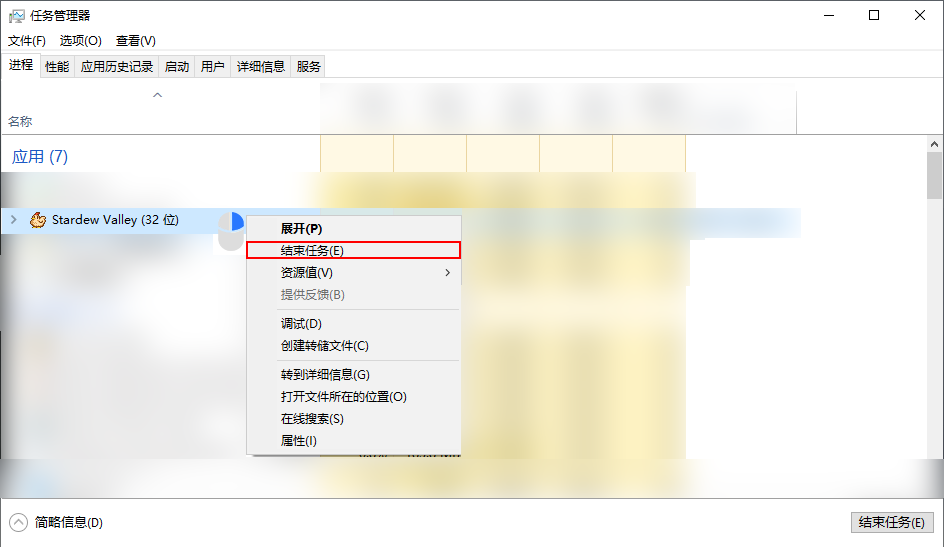 任务管理器
文件(F) 选项(O) 查看(V)
进程 性能 应用历史记录 启动 用户 详细信息 服务
名称
应用 (7)
Stardew Valley (32 位)
展开(P)
结束任务(E)
资源值(V)
提供反馈(B)
调试(D)
创建转储文件(C)
转到详细信息(G)
打开文件所在的位置(O)
在线搜索(S)
属性(I)
简略信息(D) 结束任务(E)